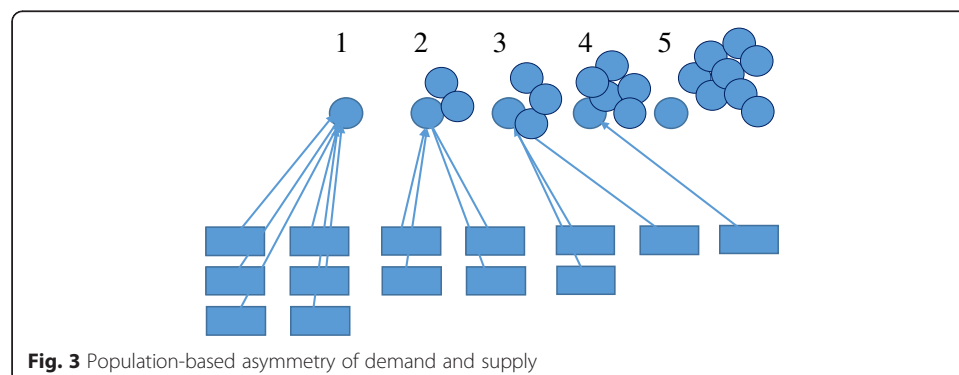 1 2 3 4 5
Fig. 3 Population-based asymmetry of demand and supply